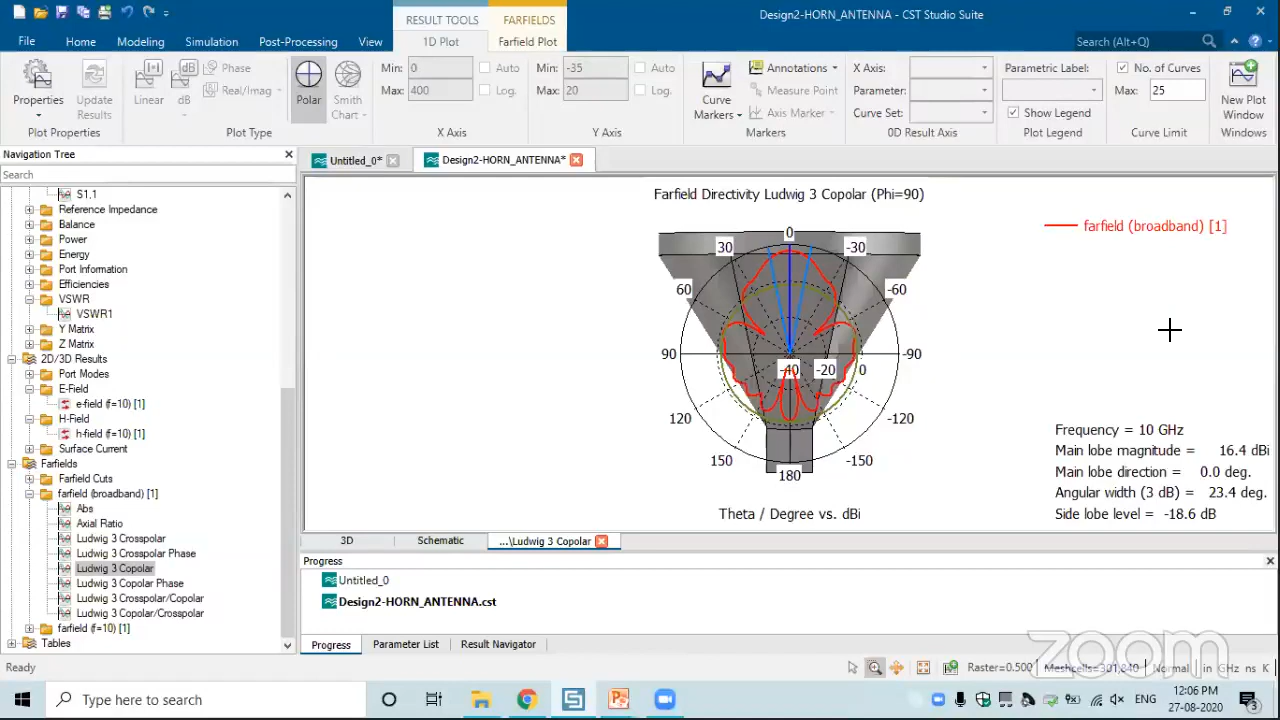 RESULT TOOLS
FARFIELDS
Design2-HORN_ANTENNA - CST Studio Suite
File
Home
Modeling
Simulation
Post-Processing
View
1D Plot
Farfield Plot
Search (Alt+Q)
Properties
Update Results
Linear
dB
Phase
Real/Imag
Polar
Smith Chart
Min: 0
Auto
Max: 400
Log.
Min: -35
Auto
Max: 20
Log.
Curve Markers
Annotations
Measure Point
Axis Marker
X Axis:
Parameter:
Curve Set:
Parametric Label:
Show Legend
No. of Curves
Max: 25
New Plot Window
Plot Properties
Plot Type
X Axis
Y Axis
Markers
0D Result Axis
Plot Legend
Curve Limit
Windows
Navigation Tree
Search
S1.1
Reference Impedance
Balance
Power
Energy
Port Information
Efficiencies
VSWR
VSWR1
Y Matrix
Z Matrix
2D/3D Results
Port Modes
E-Field
e-field (f=10) [1]
H-Field
h-field (f=10) [1]
Surface Current
Farfields
Farfield Cuts
farfield (broadband) [1]
Abs
Axial Ratio
Ludwig 3 Crosspolar
Ludwig 3 Crosspolar Phase
Ludwig 3 Copolar
Ludwig 3 Copolar Phase
Ludwig 3 Crosspolar/Copolar
Ludwig 3 Copolar/Crosspolar
farfield (f=10) [1]
Tables
Untitled_0*
Design2-HORN_ANTENNA*
Farfield Directivity Ludwig 3 Copolar (Phi=90)
farfield (broadband) [1]
0
30
-30
60
-60
90
-40
-20
0
-90
120
-120
150
-150
180
Theta / Degree vs. dBi
Frequency = 10 GHz
Main lobe magnitude = 16.4 dBi
Main lobe direction = 0.0 deg.
Angular width (3 dB) = 23.4 deg.
Side lobe level = -18.6 dB
3D
Schematic
...\Ludwig 3 Copolar
Progress
Untitled_0
Design2-HORN_ANTENNA.cst
Progress
Parameter List
Result Navigator
zoom
Ready
Raster=0.500
Meshcells=301,840
Normal
in GHz ns K
Type here to search
ENG
12:06 PM
27-08-2020
3